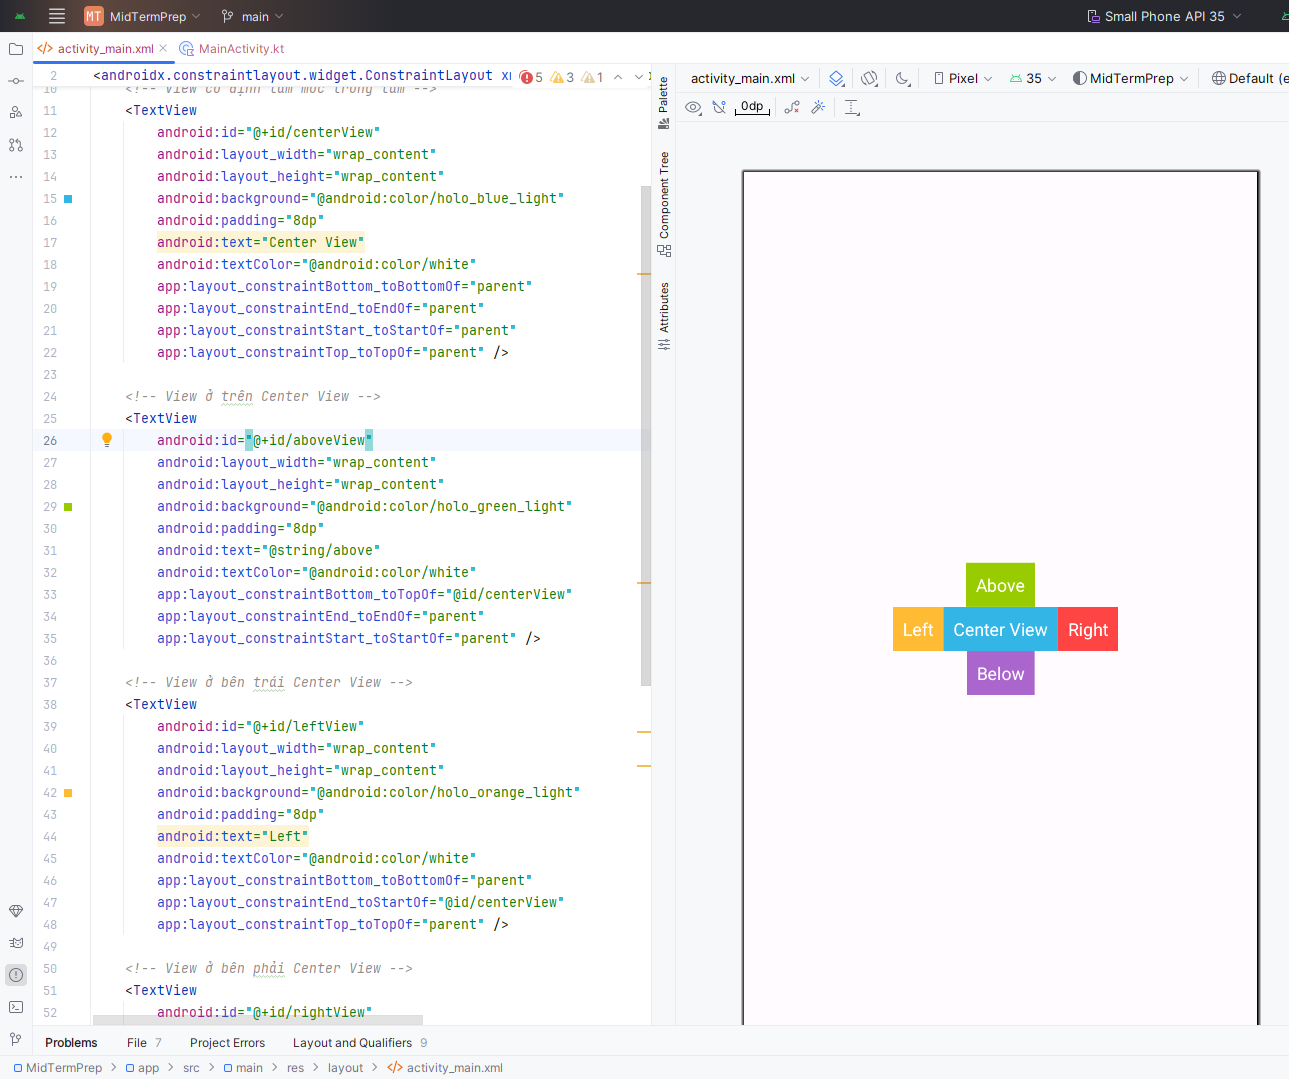 MT MidTermPrep main Small Phone API 35
activity_main.xml MainActivity.kt
2 <androidx.constraintlayout.widget.ConstraintLayout 5 3 1
activity_main.xml Pixel 35 MidTermPrep Default (e
0dp
Palette
Component Tree
Attributes
10 <!-- View cố định làm mốc trung tâm -->
11 <TextView
12 android:id="@+id/centerView"
13 android:layout_width="wrap_content"
14 android:layout_height="wrap_content"
15 android:background="@android:color/holo_blue_light"
16 android:padding="8dp"
17 android:text="Center View"
18 android:textColor="@android:color/white"
19 app:layout_constraintBottom_toBottomOf="parent"
20 app:layout_constraintEnd_toEndOf="parent"
21 app:layout_constraintStart_toStartOf="parent"
22 app:layout_constraintTop_toTopOf="parent" />
23
24 <!-- View ở trên Center View -->
25 <TextView
26 android:id="@+id/aboveView"
27 android:layout_width="wrap_content"
28 android:layout_height="wrap_content"
29 android:background="@android:color/holo_green_light"
30 android:padding="8dp"
31 android:text="@string/above"
32 android:textColor="@android:color/white"
33 app:layout_constraintBottom_toTopOf="@id/centerView"
34 app:layout_constraintEnd_toEndOf="parent"
35 app:layout_constraintStart_toStartOf="parent" />
36
37 <!-- View ở bên trái Center View -->
38 <TextView
39 android:id="@+id/leftView"
40 android:layout_width="wrap_content"
41 android:layout_height="wrap_content"
42 android:background="@android:color/holo_orange_light"
43 android:padding="8dp"
44 android:text="Left"
45 android:textColor="@android:color/white"
46 app:layout_constraintBottom_toBottomOf="parent"
47 app:layout_constraintEnd_toStartOf="@id/centerView"
48 app:layout_constraintTop_toTopOf="parent" />
49
50 <!-- View ở bên phải Center View -->
51 <TextView
52 android:id="@+id/rightView"
Above
Left Center View Right
Below
Problems File 7 Project Errors Layout and Qualifiers 9
MidTermPrep > app > src > main > res > layout > activity_main.xml